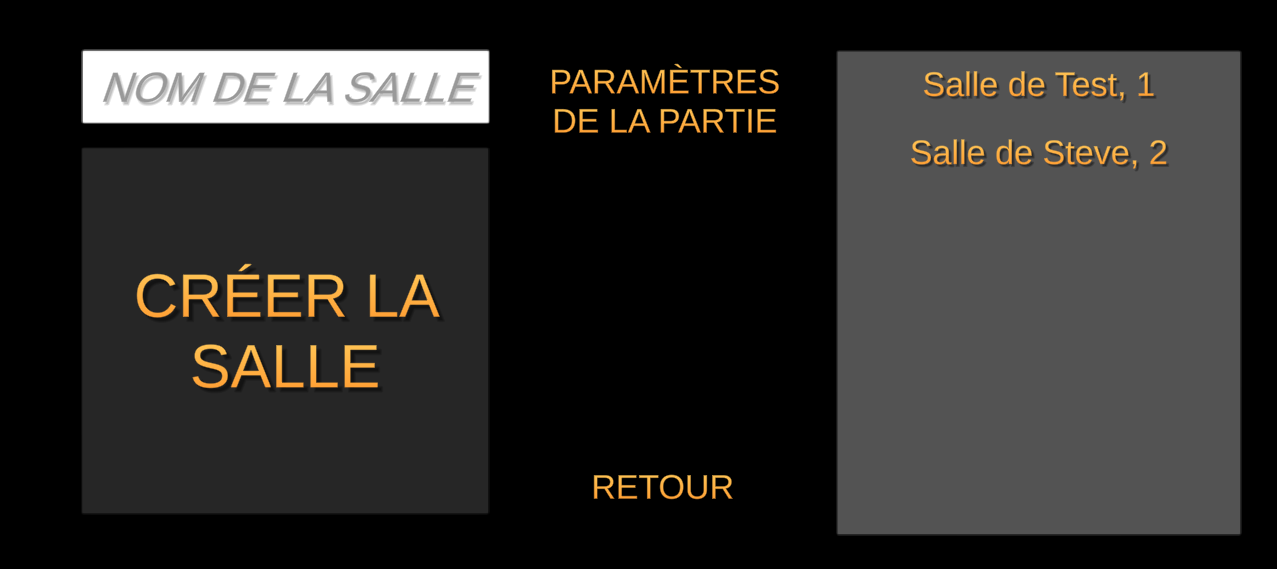 NOM DE LA SALLE
CRÉER LA
SALLE
PARAMÈTRES
DE LA PARTIE
RETOUR
Salle de Test, 1
Salle de Steve, 2